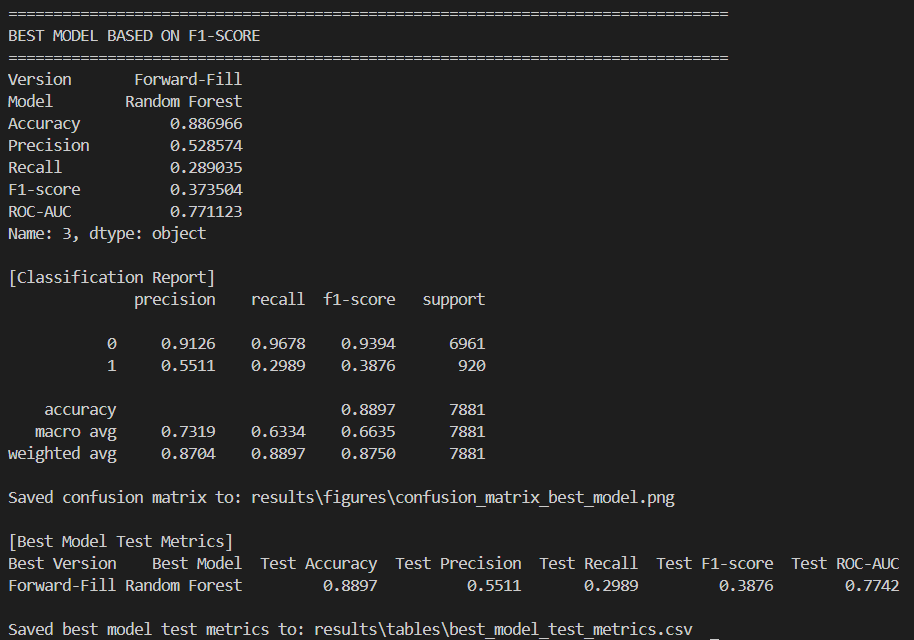 ================================================================================
BEST MODEL BASED ON F1-SCORE
================================================================================
Version       Forward-Fill
Model        Random Forest
Accuracy          0.886966
Precision         0.528574
Recall            0.289035
F1-score          0.373504
ROC-AUC           0.771123
Name: 3, dtype: object

[Classification Report]
              precision    recall  f1-score   support

           0     0.9126    0.9678    0.9394      6961
           1     0.5511    0.2989    0.3876       920

    accuracy                         0.8897      7881
   macro avg     0.7319    0.6334    0.6635      7881
weighted avg     0.8704    0.8897    0.8750      7881

Saved confusion matrix to: results\figures\confusion_matrix_best_model.png

[Best Model Test Metrics]
Best Version    Best Model  Test Accuracy  Test Precision  Test Recall  Test F1-score  Test ROC-AUC
Forward-Fill Random Forest         0.8897          0.5511       0.2989         0.3876        0.7742

Saved best model test metrics to: results\tables\best_model_test_metrics.csv